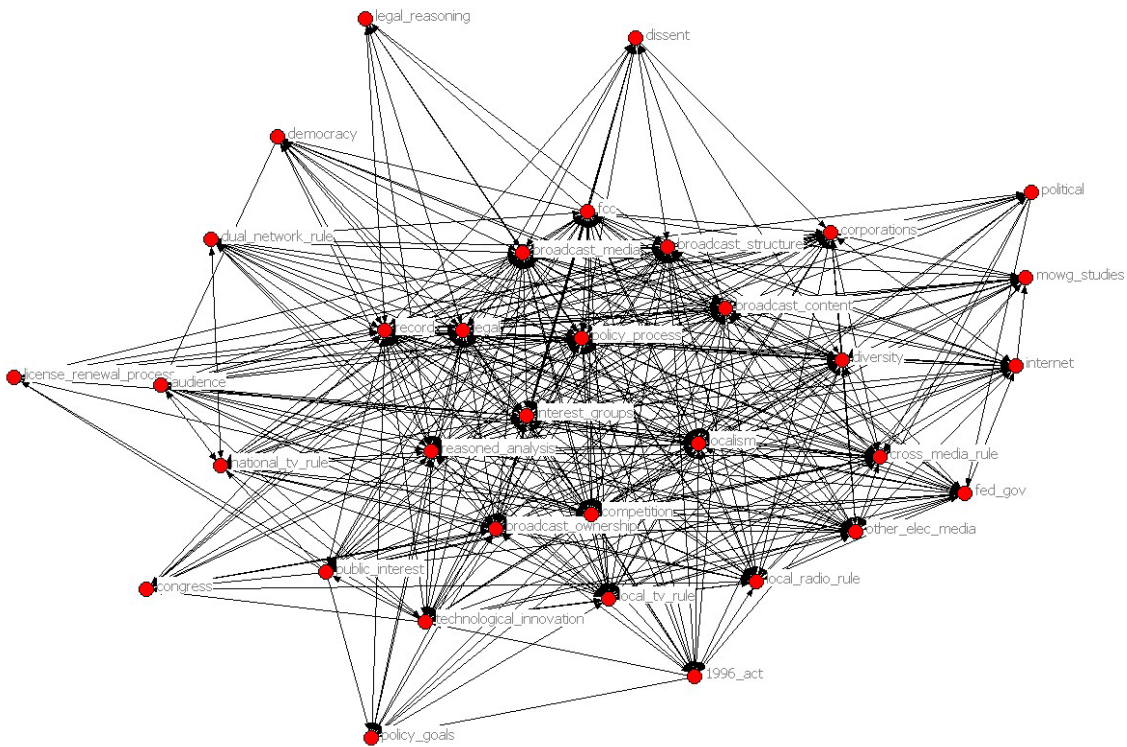 legal_reasoning
dissent
democracy
political
fcc
corporations
dual_network_rule
broadcast_structure
broadcast_media
mowg_studies
broadcast_content
record
legal
policy_process
diversity
internet
license_renewal_process
audience
interest_groups
localism
reasoned_analysis
cross_media_rule
national_tv_rule
fed_gov
competition
broadcast_ownership
other_elec_media
public_interest
local_radio_rule
congress
local_tv_rule
technological_innovation
1996_act
policy_goals